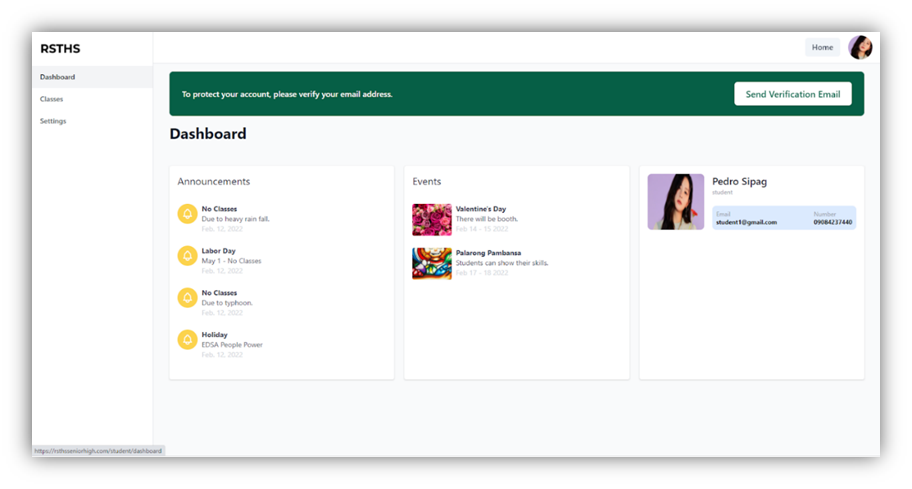 RSTHS
Home
Dashboard
Classes
Settings
To protect your account, please verify your email address.
Send Verification Email
Dashboard
Announcements
No Classes
Due to heavy rain fall.
Feb. 12, 2022
Labor Day
May 1 - No Classes
Feb. 12, 2022
No Classes
Due to typhoon.
Feb. 12, 2022
Holiday
EDSA People Power
Feb. 12, 2022
Events
Valentine's Day
There will be booth.
Feb 14 - 15 2022
Palarong Pambansa
Students can show their skills.
Feb 17 - 18 2022
Pedro Sipag
student
Email
student1@gmail.com
Number
09084237440
https://rsthsseniorhigh.com/student/dashboard